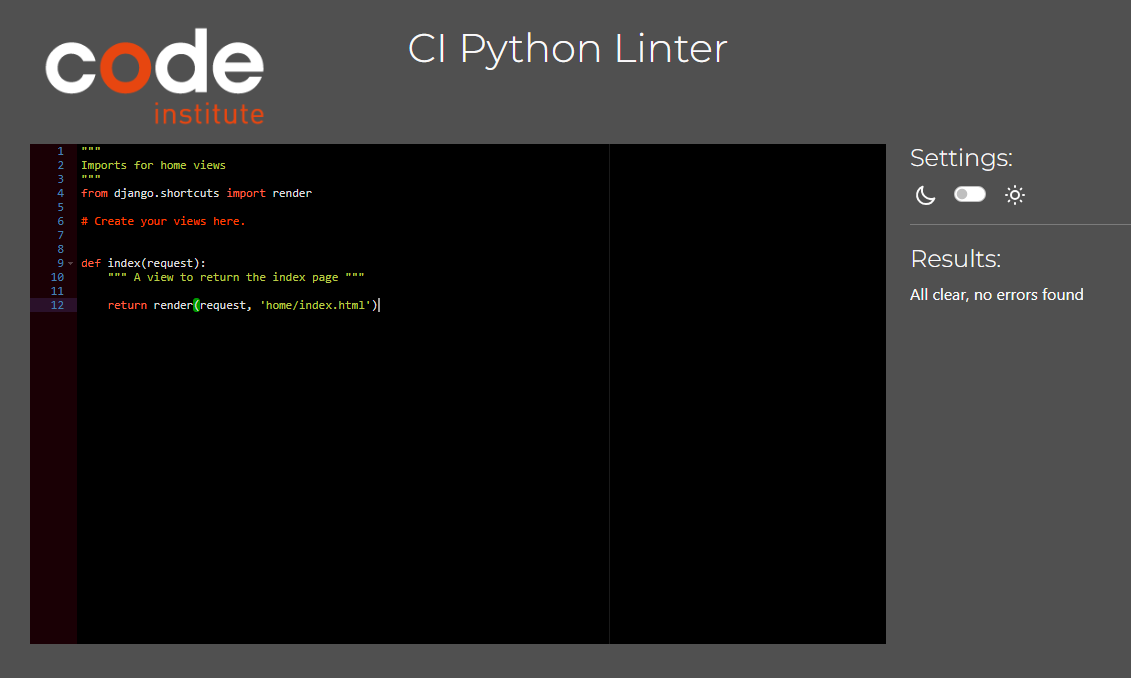 code
institute
CI Python Linter
1 """
2 Imports for home views
3 """
4 from django.shortcuts import render
5
6 # Create your views here.
7
8
9 def index(request):
10     """ A view to return the index page """
11
12     return render(request, 'home/index.html')
Settings:
Results:
All clear, no errors found